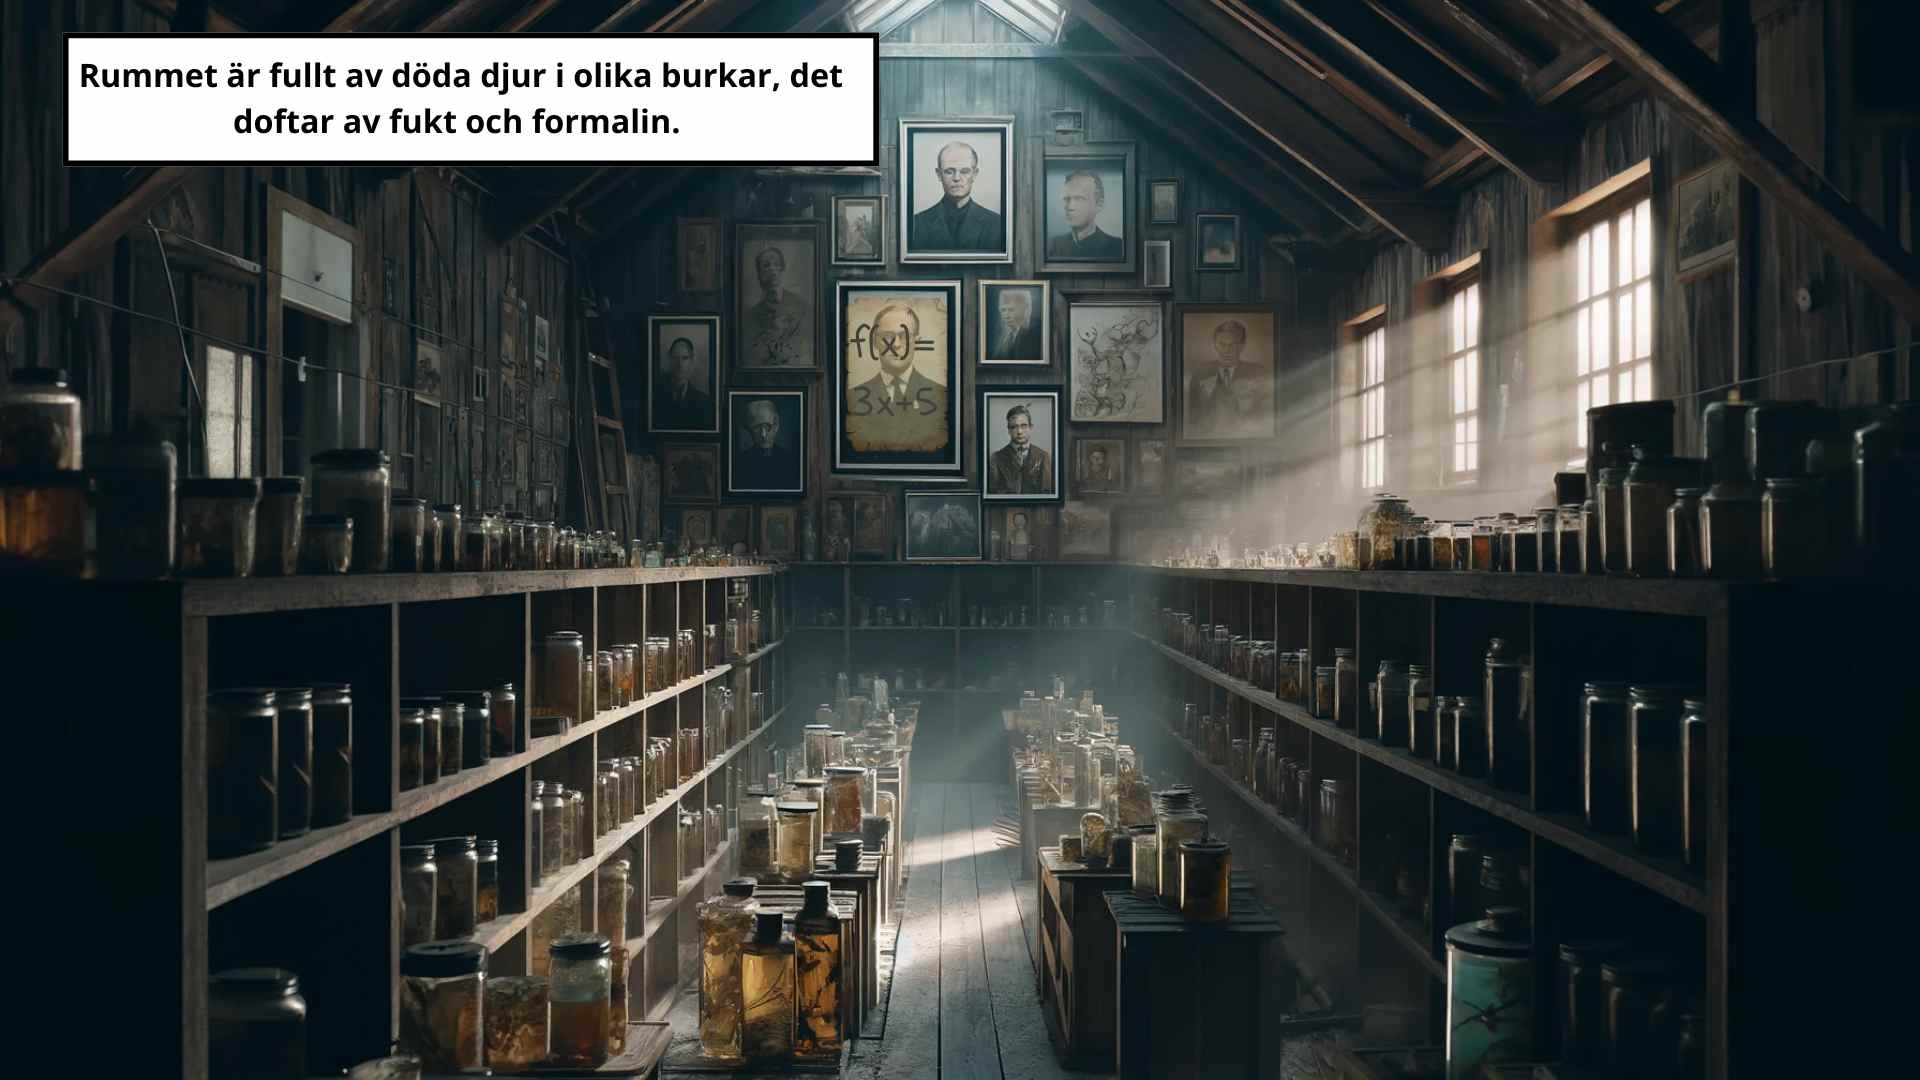 Rummet är fullt av döda djur i olika burkar, det
doftar av fukt och formalin.
f(x)=
3x+5